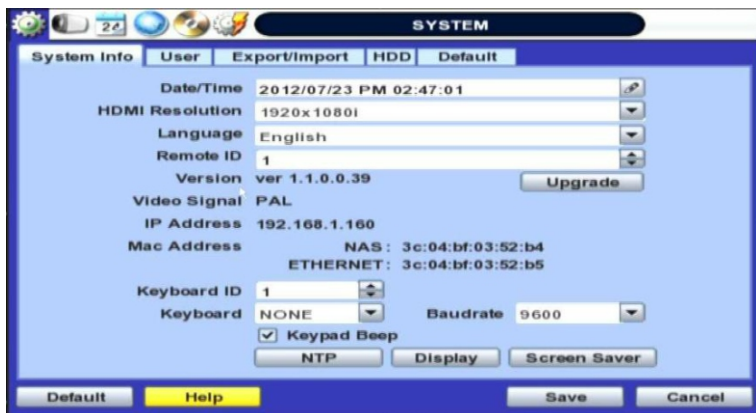 24 SYSTEM
System Info User Export/Import HDD Default
Date/Time 2012/07/23 PM 02:47:01
HDMI Resolution 1920x1080i
Language English
Remote ID 1
Version ver 1.1.0.0.39 Upgrade
Video Signal PAL
IP Address 192.168.1.160
Mac Address NAS: 3c:04:bf:03:52:b4
ETHERNET: 3c:04:bf:03:52:b5
Keyboard ID 1
Keyboard NONE Baudrate 9600
Keypad Beep
NTP Display Screen Saver
Default Help Save Cancel